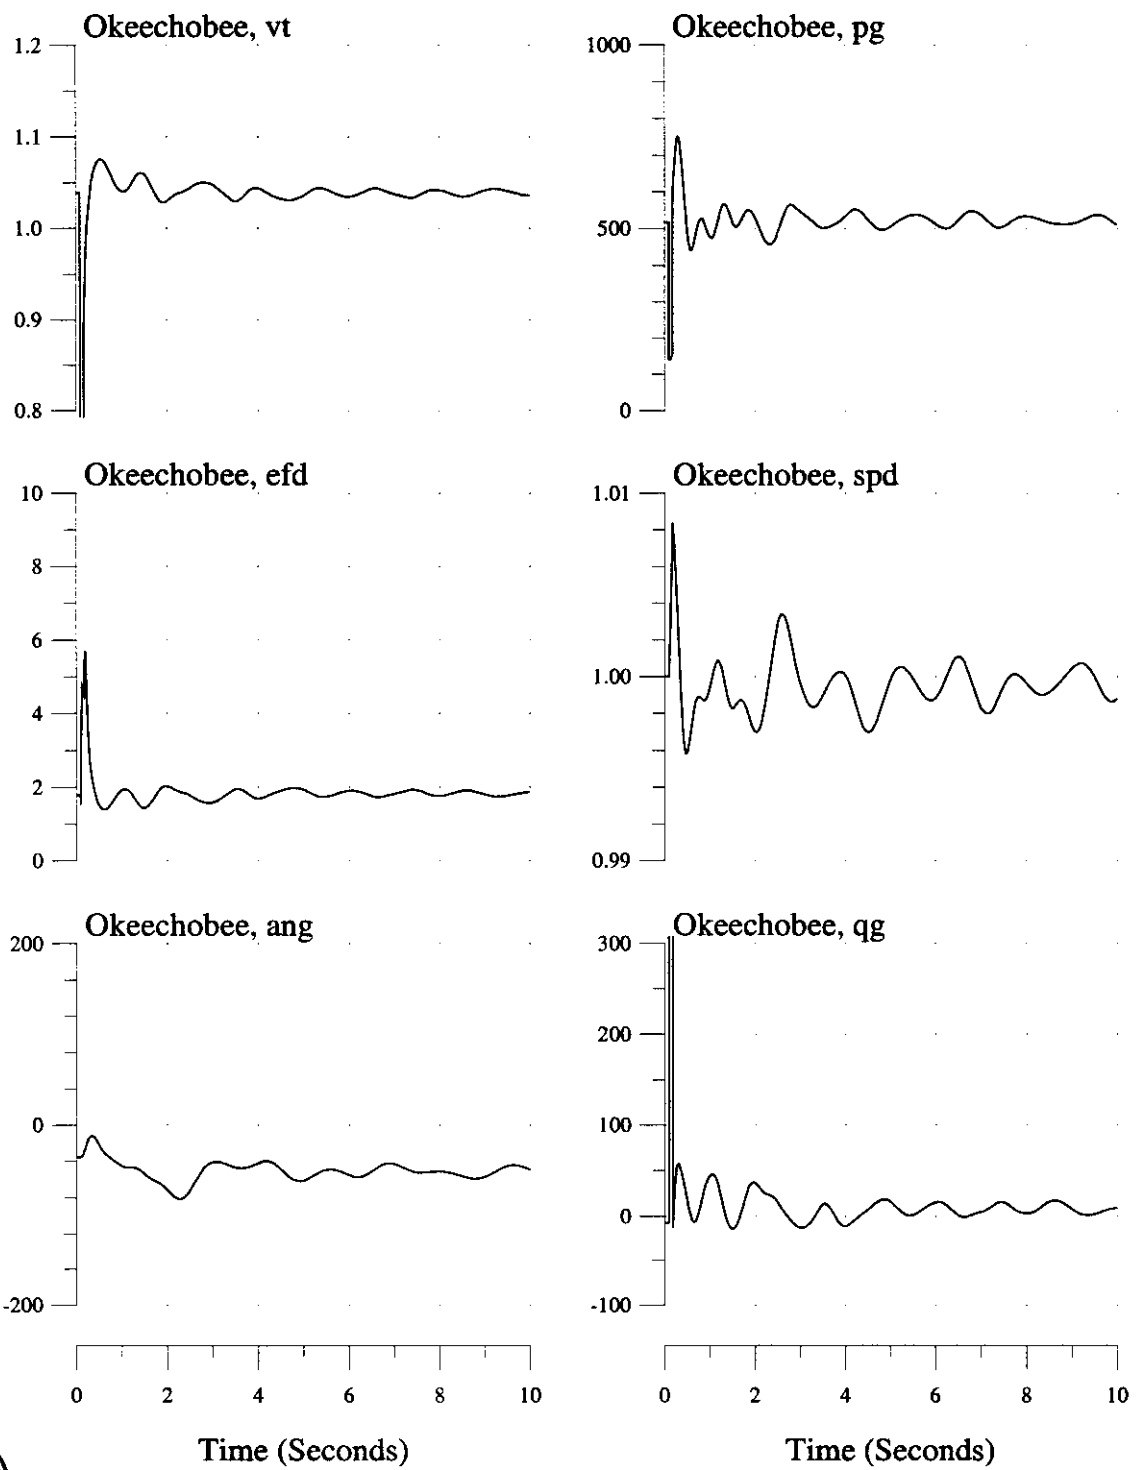 Okeechobee, vt
1.2
1.1
1.0
0.9
0.8
Okeechobee, pg
1000
500
0
Okeechobee, efd
10
8
6
4
2
0
Okeechobee, spd
1.01
1.00
0.99
Okeechobee, ang
200
0
-200
0 2 4 6 8 10
Time (Seconds)
Okeechobee, qg
300
200
100
0
-100
0 2 4 6 8 10
Time (Seconds)